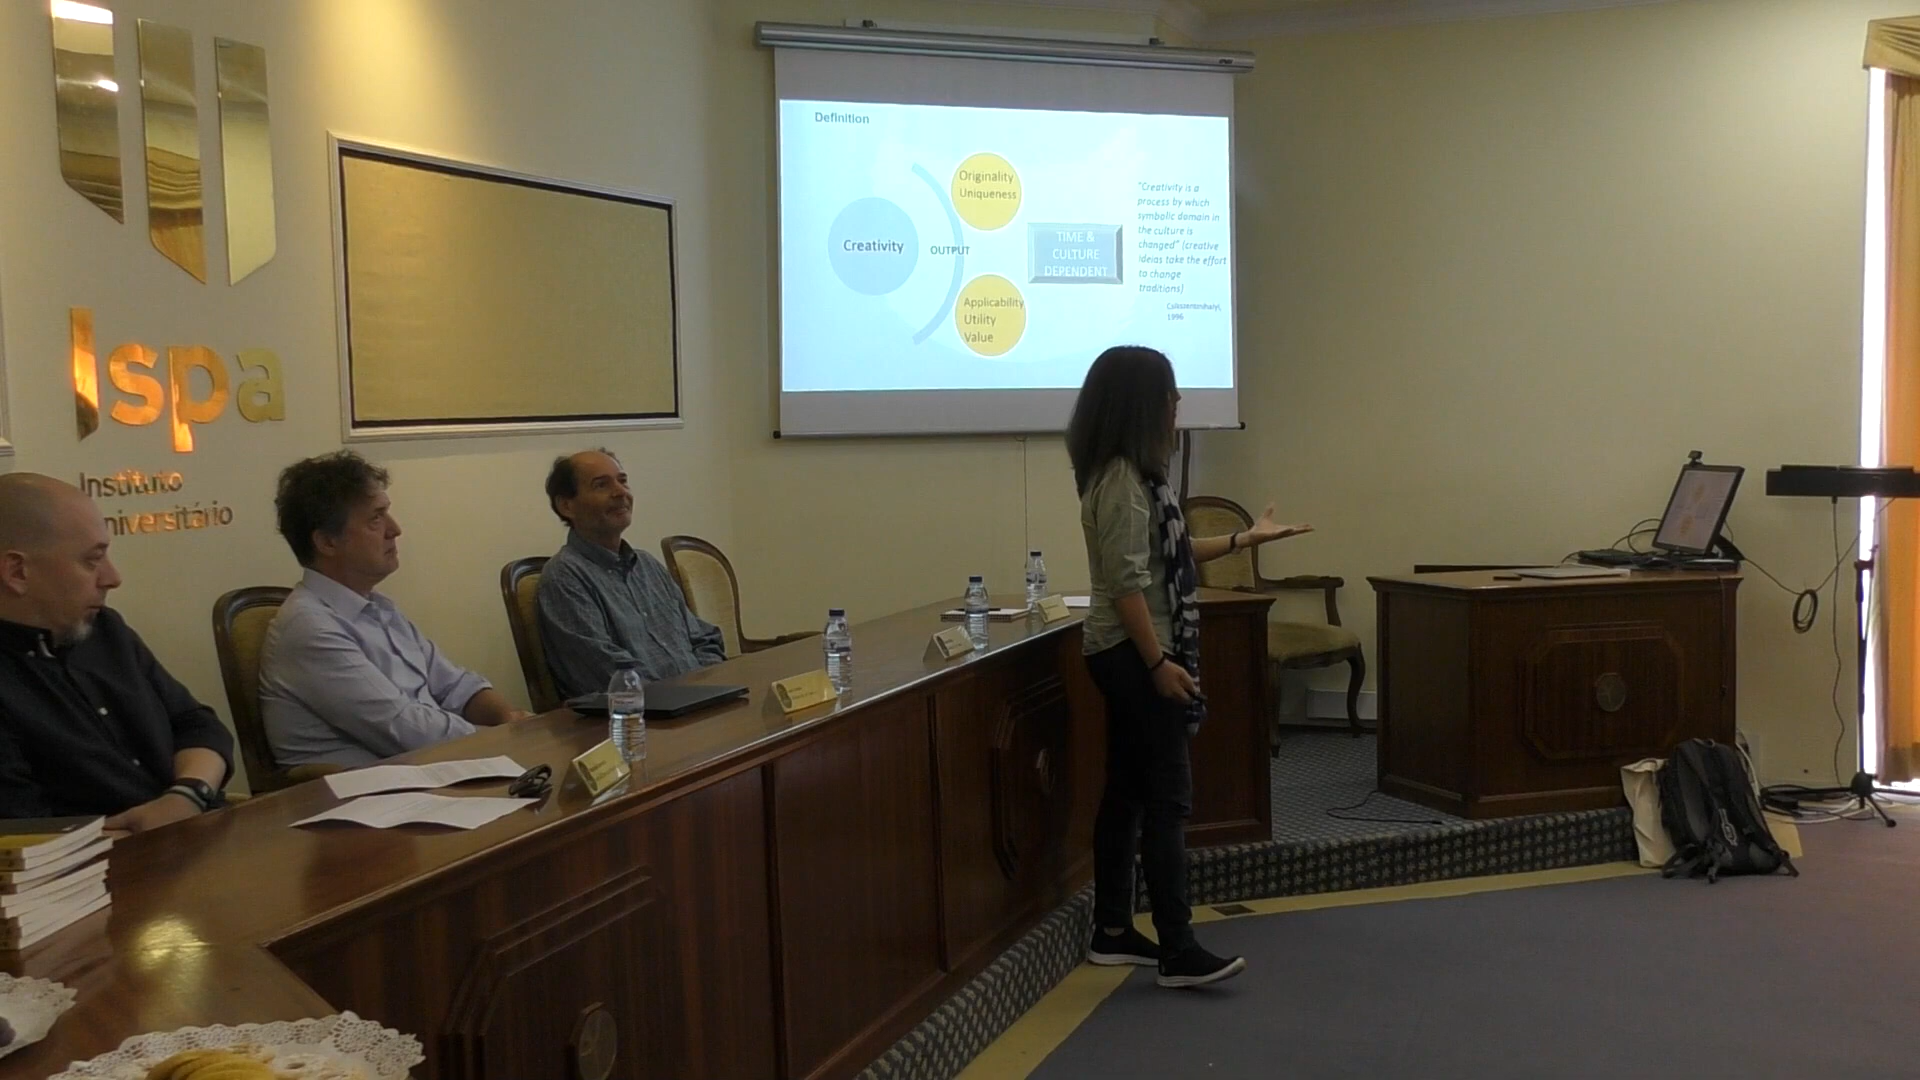 Ispa
Instituto
Universitário
Definition
Creativity
OUTPUT
Originality
Uniqueness
Applicability
Utility
Value
TIME &
CULTURE
DEPENDENT
"Creativity is a
process by which
symbolic domain in
the culture is
changed" (creative
ideias take the effort
to change
traditions)
1996